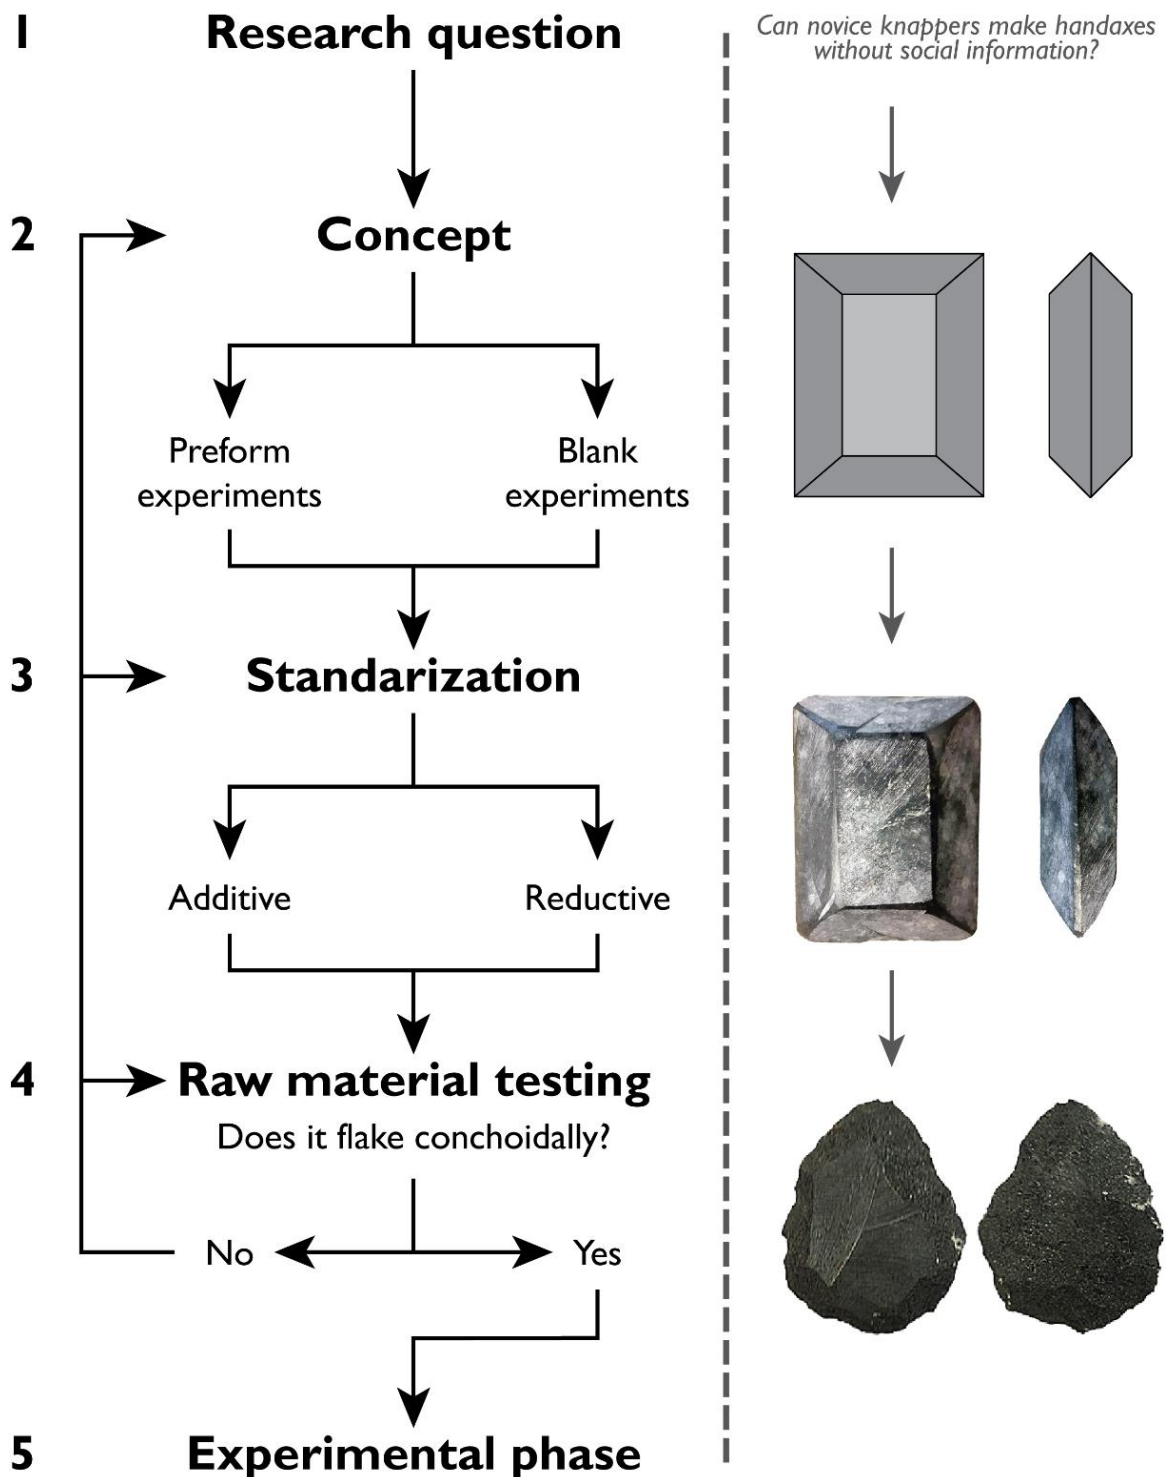 1
Research question
Can novice knappers make handaxes
without social information?
2
Concept
Preform
experiments
Blank
experiments
3
Standarization
Additive
Reductive
4
Raw material testing
Does it flake conchoidally?
No
Yes
5
Experimental phase